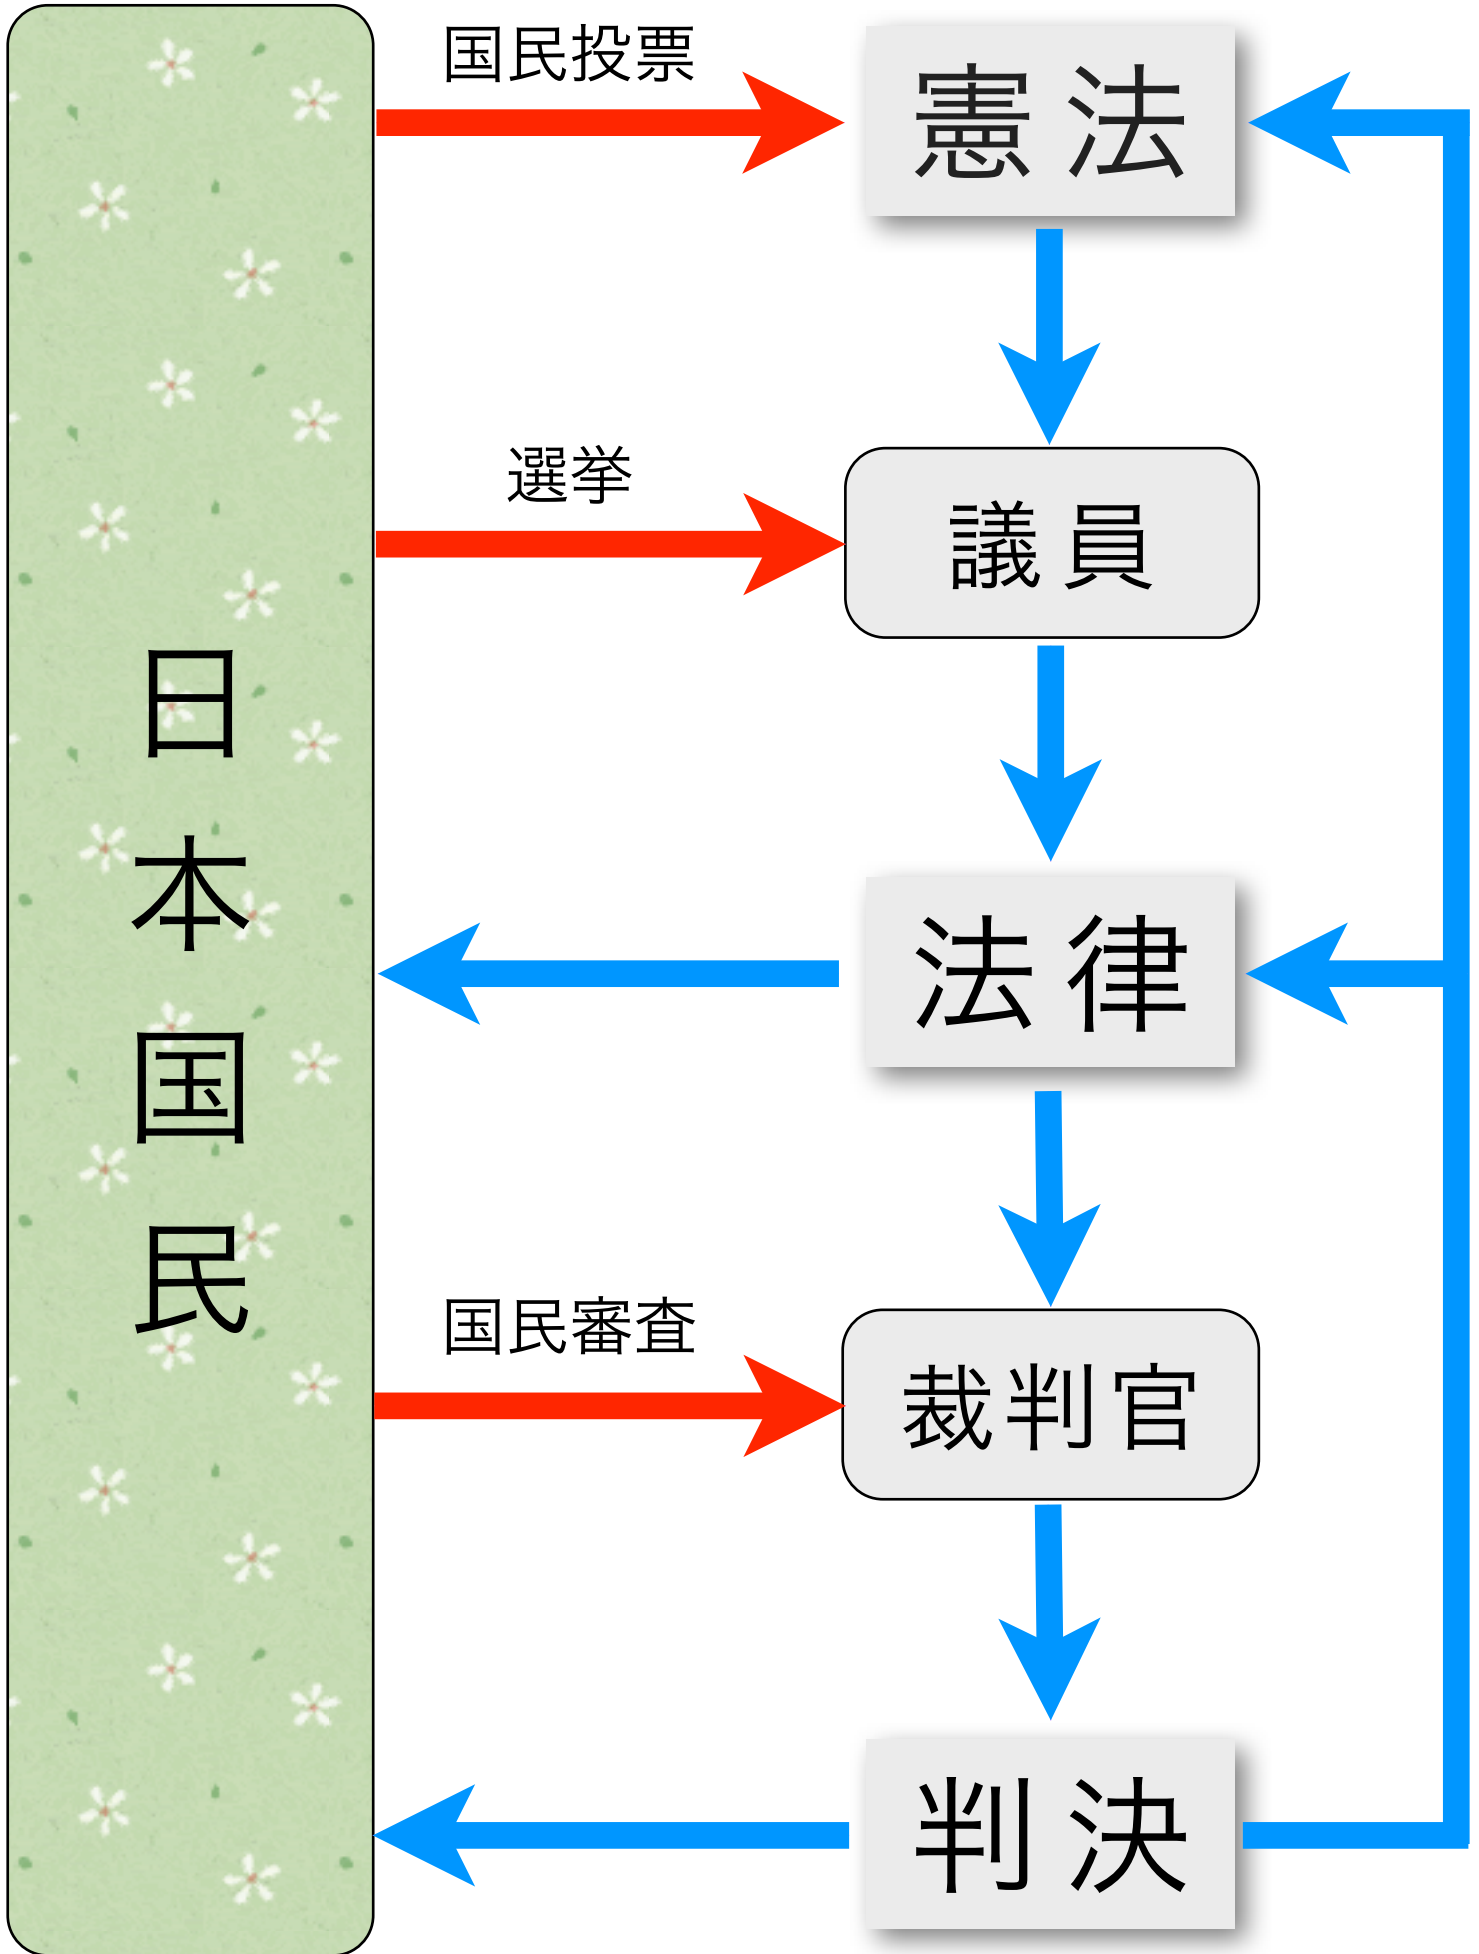 日本国民
国民投票
憲法
選挙
議員
法律
国民審査
裁判官
判決